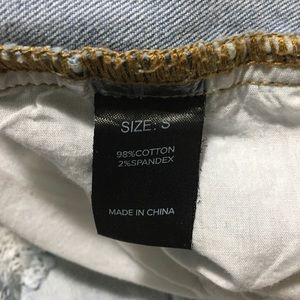 SIZE: S
98%COTTON
2%SPANDEX
MADE IN CHINA